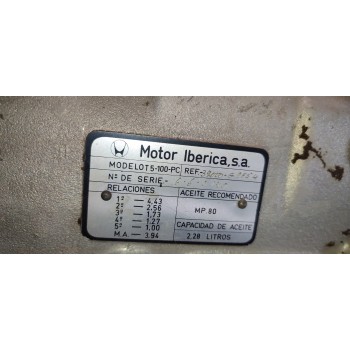 Motor Iberica,s.a.
MODELO T5-100-PC REF-
Nº DE SERIE-
RELACIONES
1ª — 4.43
2ª — 2.56
3ª — 1.73
4ª — 1.27
5ª — 1.00
M.A. — 3.94
ACEITE RECOMENDADO
MP 80
CAPACIDAD DE ACEITE
2.20 LITROS